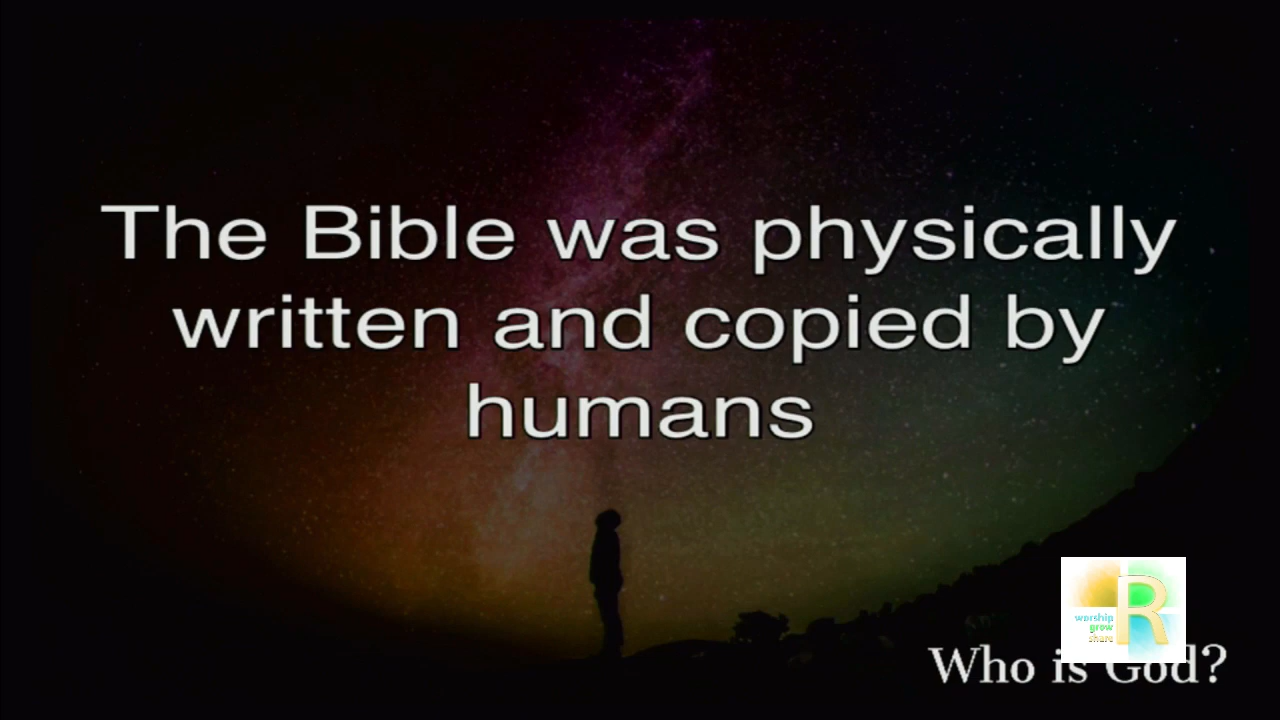 The Bible was physically
written and copied by
humans
R
worship
grow
share
Who is God?